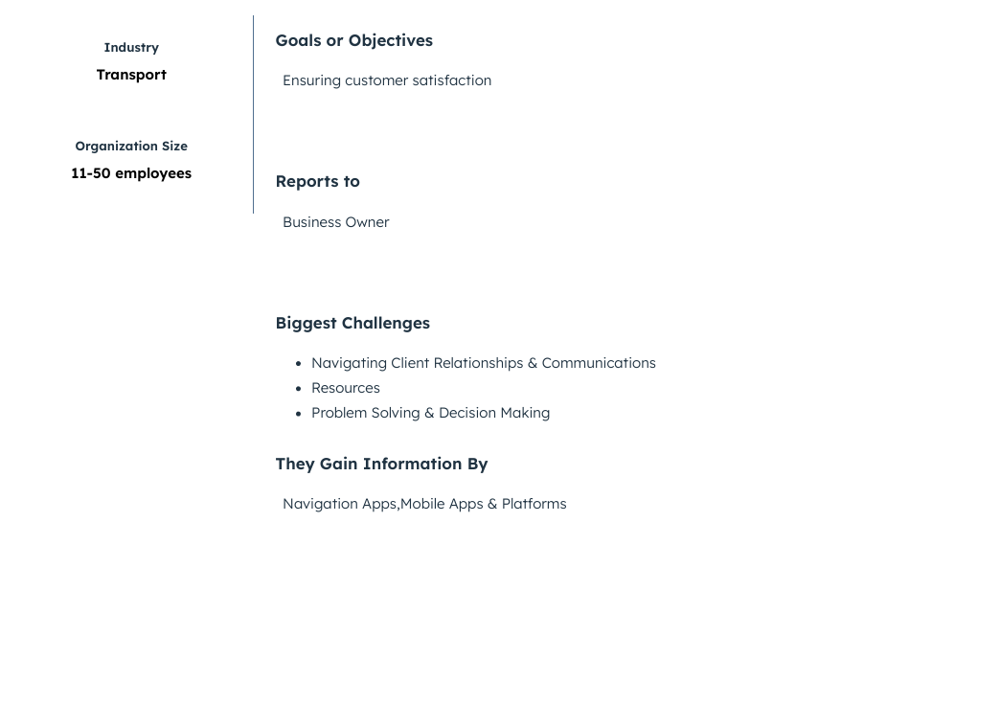 Industry
Transport
Organization Size
11-50 employees
Goals or Objectives
Ensuring customer satisfaction
Reports to
Business Owner
Biggest Challenges
• Navigating Client Relationships & Communications
• Resources
• Problem Solving & Decision Making
They Gain Information By
Navigation Apps,Mobile Apps & Platforms